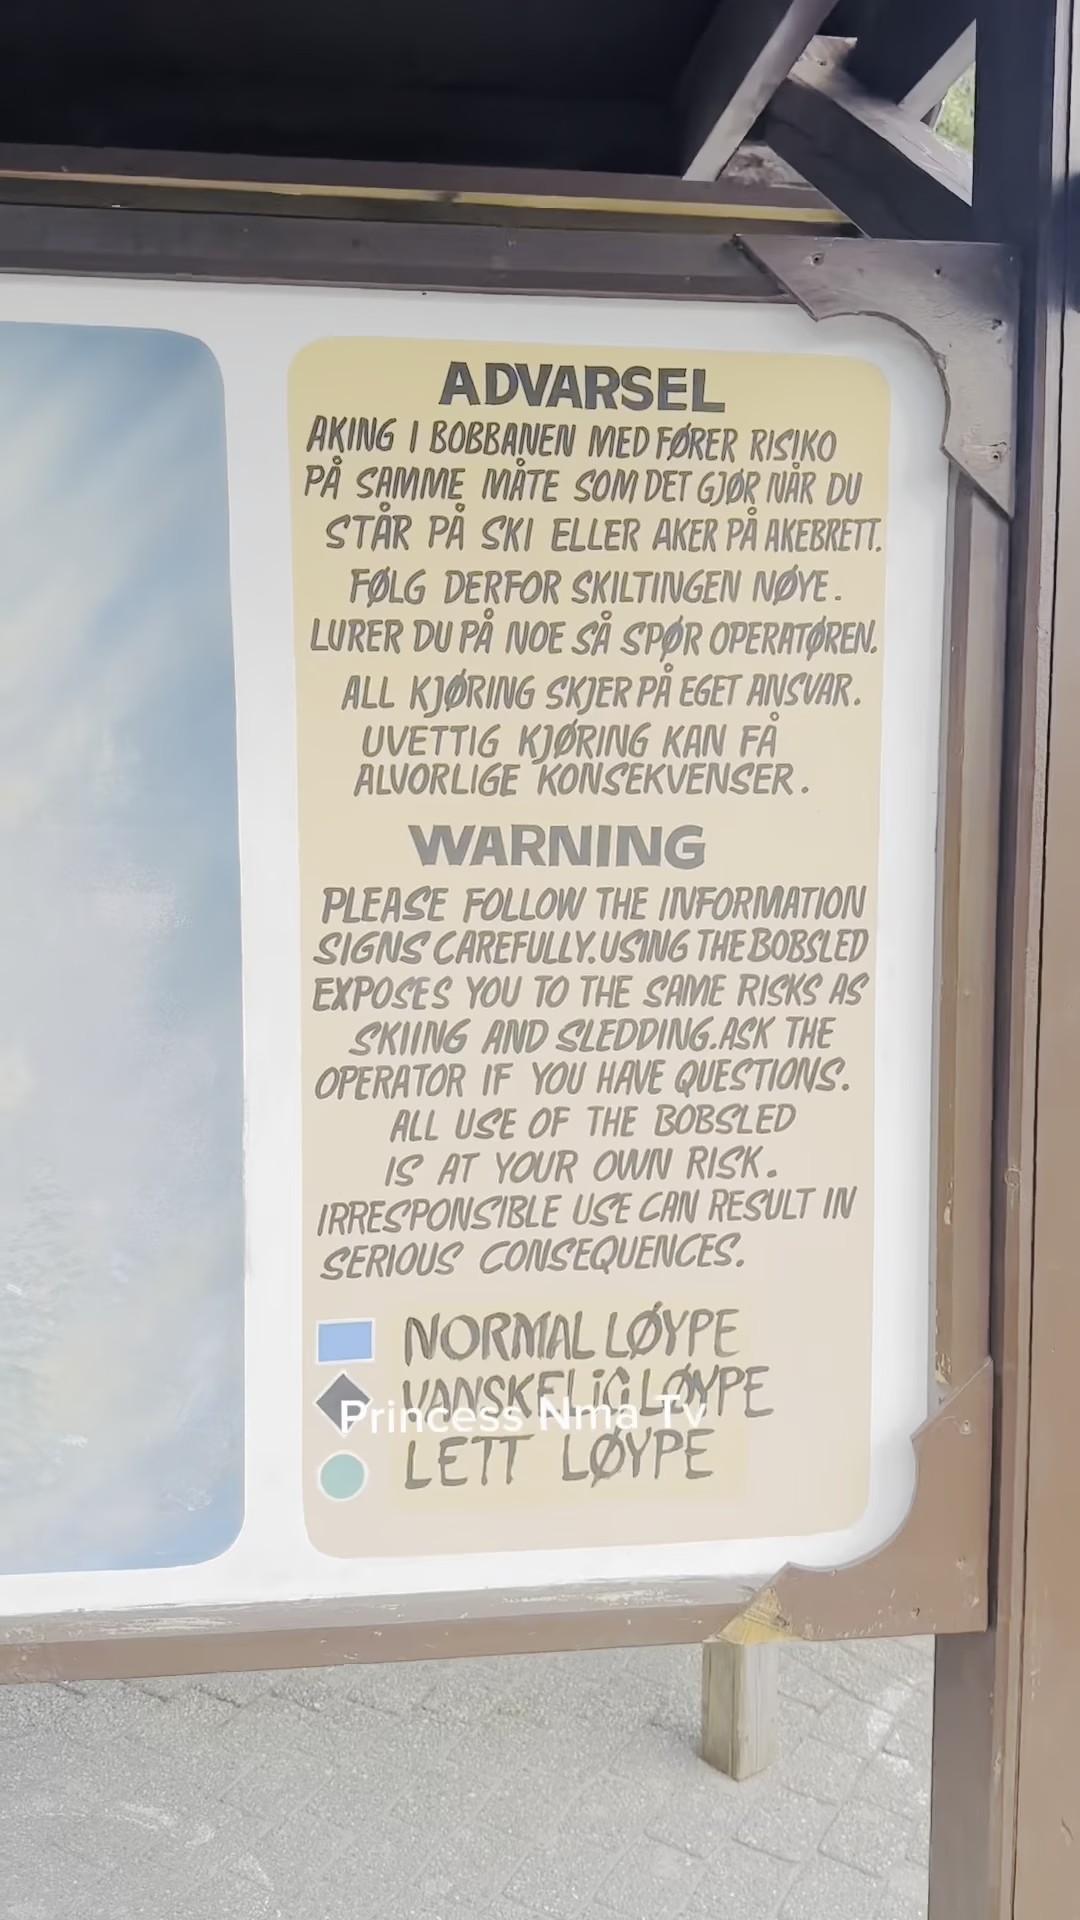 ADVARSEL
AKING I BOBBANEN MEDFØRER RISIKO
PÅ SAMME MÅTE SOM DET GJØR NÅR DU
STÅR PÅ SKI ELLER AKER PÅ AKEBRETT.
FØLG DERFOR SKILTINGEN NØYE.
LURER DU PÅ NOE SÅ SPØR OPERATØREN.
ALL KJØRING SKJER PÅ EGET ANSVAR.
UVETTIG KJØRING KAN FÅ
ALVORLIGE KONSEKVENSER.
WARNING
PLEASE FOLLOW THE INFORMATION
SIGNS CAREFULLY. USING THE BOBSLED
EXPOSES YOU TO THE SAME RISKS AS
SKIING AND SLEDDING. ASK THE
OPERATOR IF YOU HAVE QUESTIONS.
ALL USE OF THE BOBSLED
IS AT YOUR OWN RISK.
IRRESPONSIBLE USE CAN RESULT IN
SERIOUS CONSEQUENCES.
NORMAL LØYPE
VANSKELIG LØYPE
Princess Nma Tv
LETT LØYPE